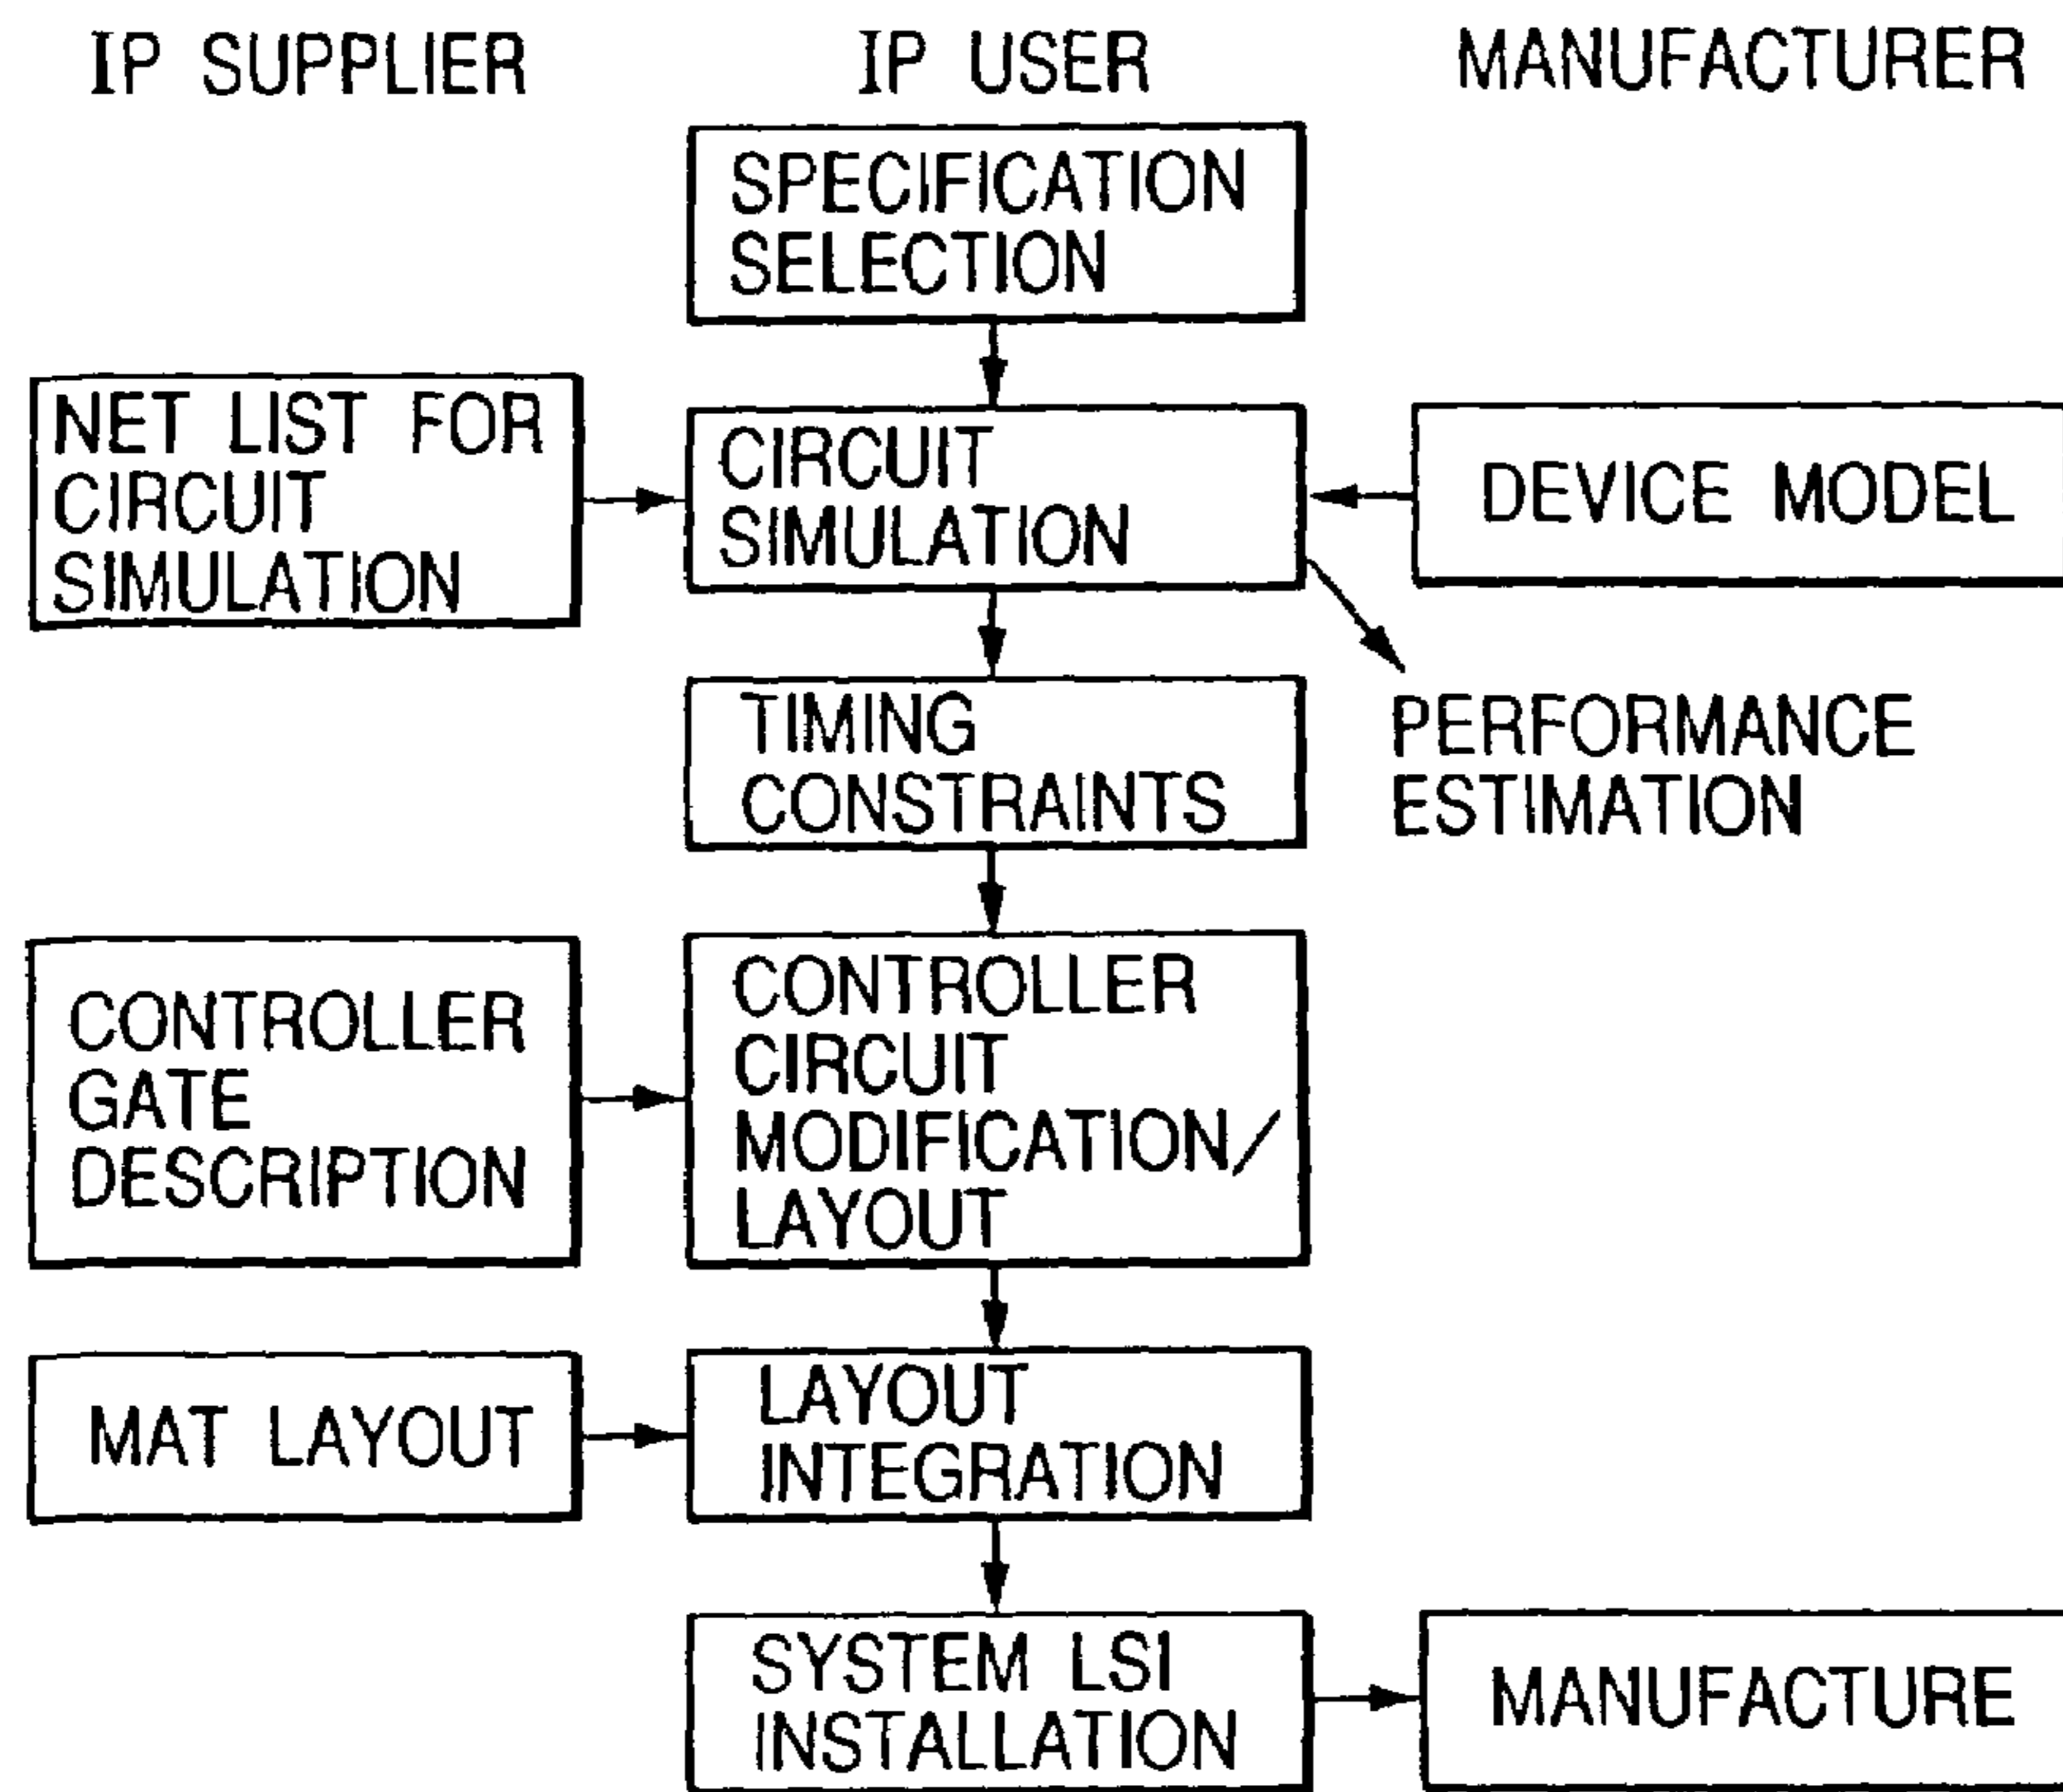 IP SUPPLIER
IP USER
MANUFACTURER
SPECIFICATION
SELECTION
NET LIST FOR
CIRCUIT
SIMULATION
CIRCUIT
SIMULATION
DEVICE MODEL
TIMING
CONSTRAINTS
PERFORMANCE
ESTIMATION
CONTROLLER
GATE
DESCRIPTION
CONTROLLER
CIRCUIT
MODIFICATION/
LAYOUT
MAT LAYOUT
LAYOUT
INTEGRATION
SYSTEM LSI
INSTALLATION
MANUFACTURE